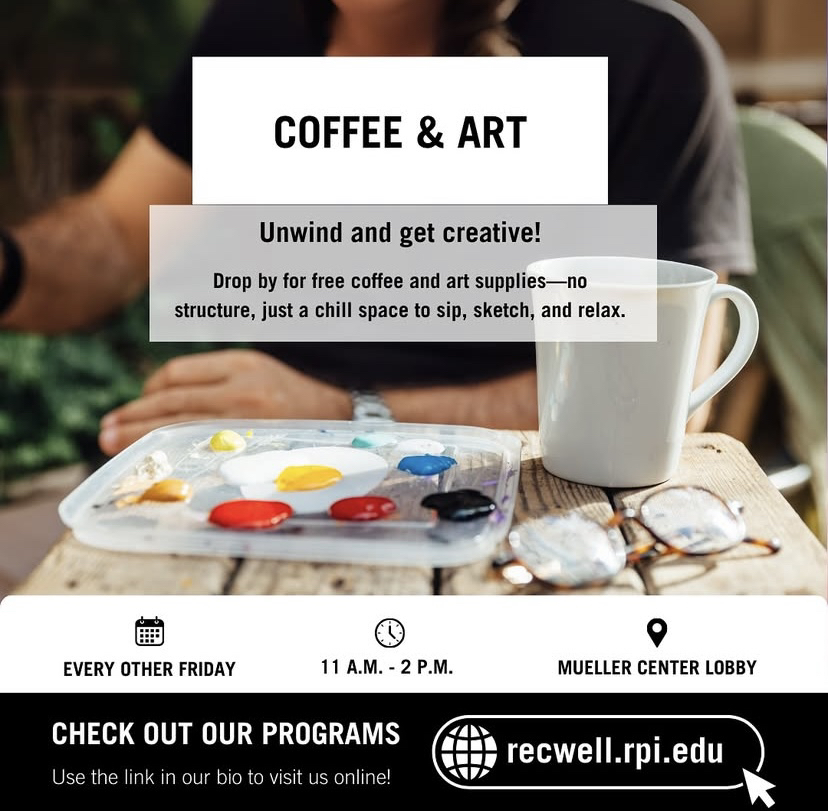 COFFEE & ART
Unwind and get creative!
Drop by for free coffee and art supplies—no
structure, just a chill space to sip, sketch, and relax.
EVERY OTHER FRIDAY
11 A.M. - 2 P.M.
MUELLER CENTER LOBBY
CHECK OUT OUR PROGRAMS
Use the link in our bio to visit us online!
recwell.rpi.edu